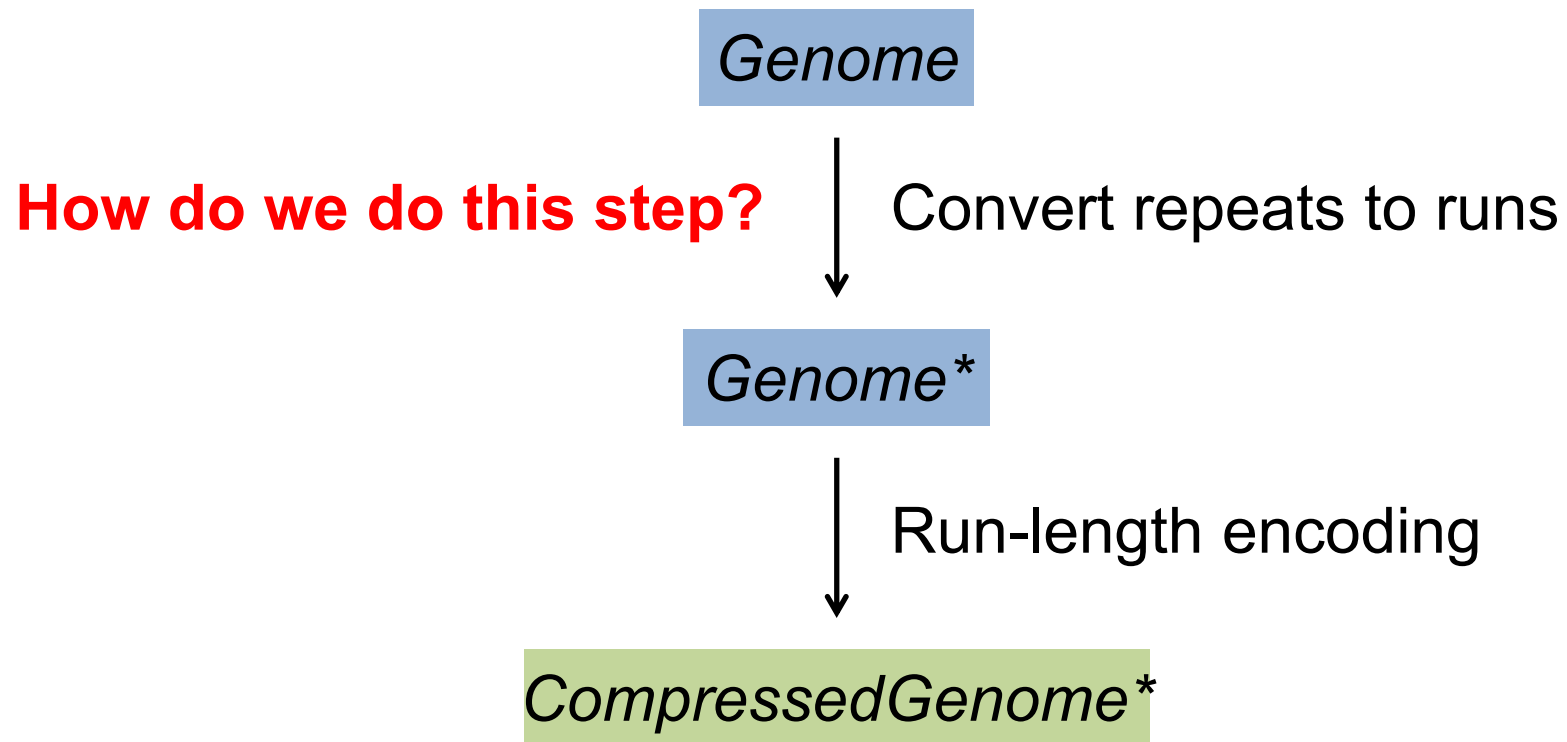 Genome
How do we do this step? Convert repeats to runs
Genome*
Run-length encoding
CompressedGenome*